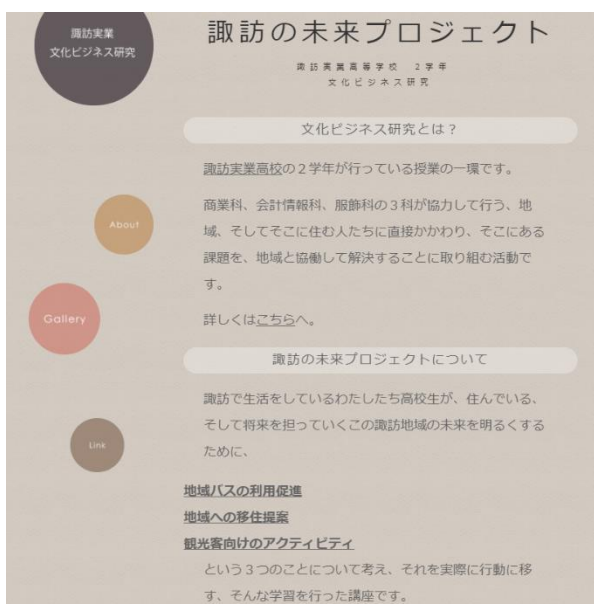 諏訪実業
文化ビジネス研究
諏訪の未来プロジェクト
諏訪実業高等学校 2学年
文化ビジネス研究
文化ビジネス研究とは？
諏訪実業高校の２学年が行っている授業の一環です。
About
商業科、会計情報科、服飾科の３科が協力して行う、地
域、そしてそこに住む人たちに直接かかわり、そこにある
課題を、地域と協働して解決することに取り組む活動で
す。
Gallery
詳しくはこちらへ。
諏訪の未来プロジェクトについて
諏訪で生活をしているわたしたち高校生が、住んでいる、
そして将来を担っていくこの諏訪地域の未来を明るくする
ために、
Link
地域バスの利用促進
地域への移住提案
観光客向けのアクティビティ
という３つのことについて考え、それを実際に行動に移
す、そんな学習を行った講座です。